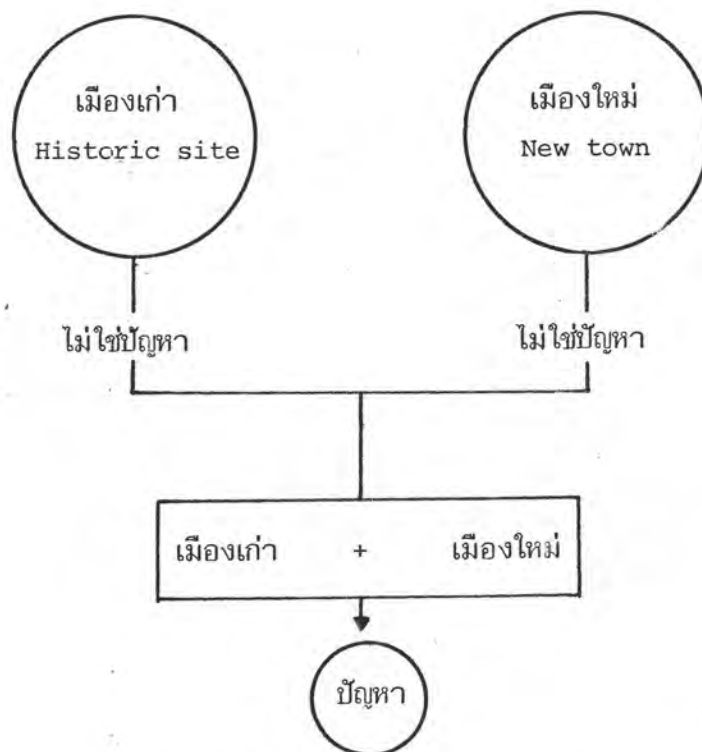 เมืองเก่า
Historic site
เมืองใหม่
New town
ไม่ใช่ปัญหา
ไม่ใช่ปัญหา
เมืองเก่า + เมืองใหม่
ปัญหา